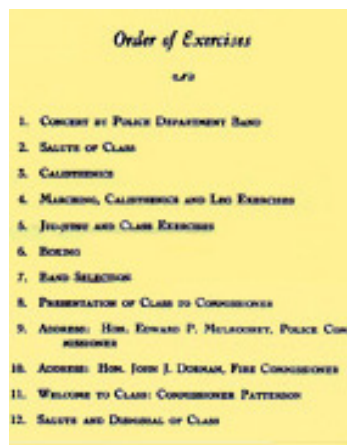 Order of Exercises
1. Concert by Police Department Band
2. Salute of Class
3. Calisthenics
4. Marching, Calisthenics and Leg Exercises
5. Jiu-jitsu and Class Exercises
6. Boxing
7. Band Selection
8. Presentation of Class to Commissioner
9. Address: Hon. Edward P. Mulrooney, Police Com-
missioner
10. Address: Hon. John J. Dorman, Fire Commissioner
11. Welcome to Class: Commissioner Patterson
12. Salute and Dismissal of Class